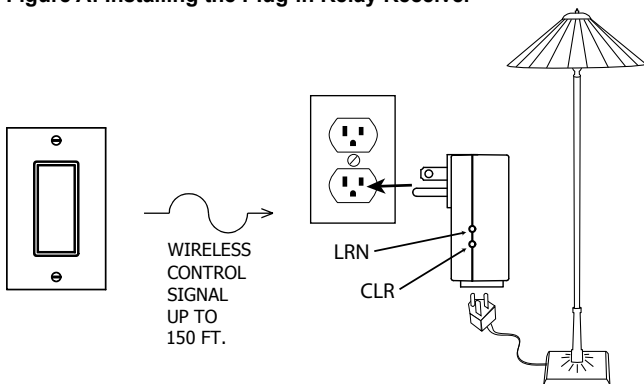 Figure A. Installing the Plug-in Relay Receiver
WIRELESS
CONTROL
SIGNAL
UP TO
150 FT.
LRN
CLR